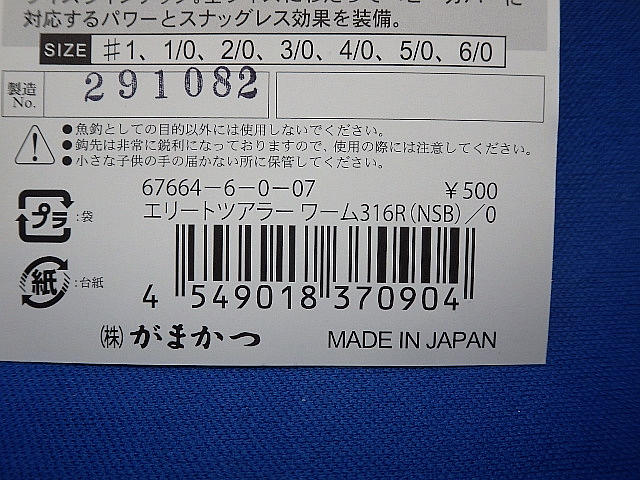 対応するパワーとスナッグレス効果を装備。
SIZE ♯1、1/0、2/0、3/0、4/0、5/0、6/0
製造 No. 291082
●魚釣としての目的以外には使用しないでください。
●鈎先は非常に鋭利になっておりますので、使用の際には注意してください。
●小さな子供の手の届かない所に保管してください。
67664-6-0-07 ￥500
プラ :袋 エリートツアラー ワーム316R(NSB)/0
紙 :台紙
4 549018 370904
㈱がまかつ MADE IN JAPAN